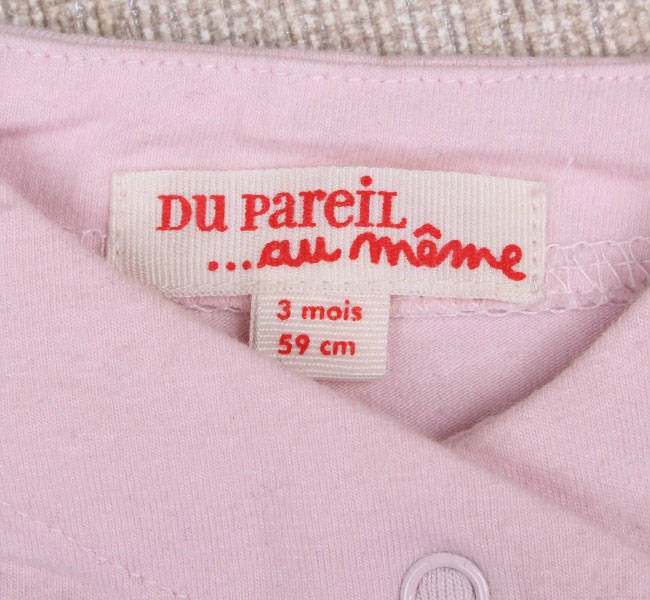 DU PAREIL
...au même
3 mois
59 cm